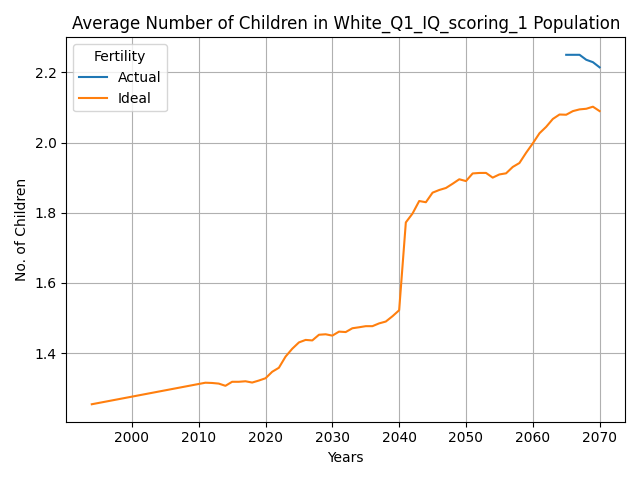 Average Number of Children in White_Q1_IQ_scoring_1 Population
Fertility
Actual
Ideal
No. of Children
2.2
2.0
1.8
1.6
1.4
2000 2010 2020 2030 2040 2050 2060 2070
Years